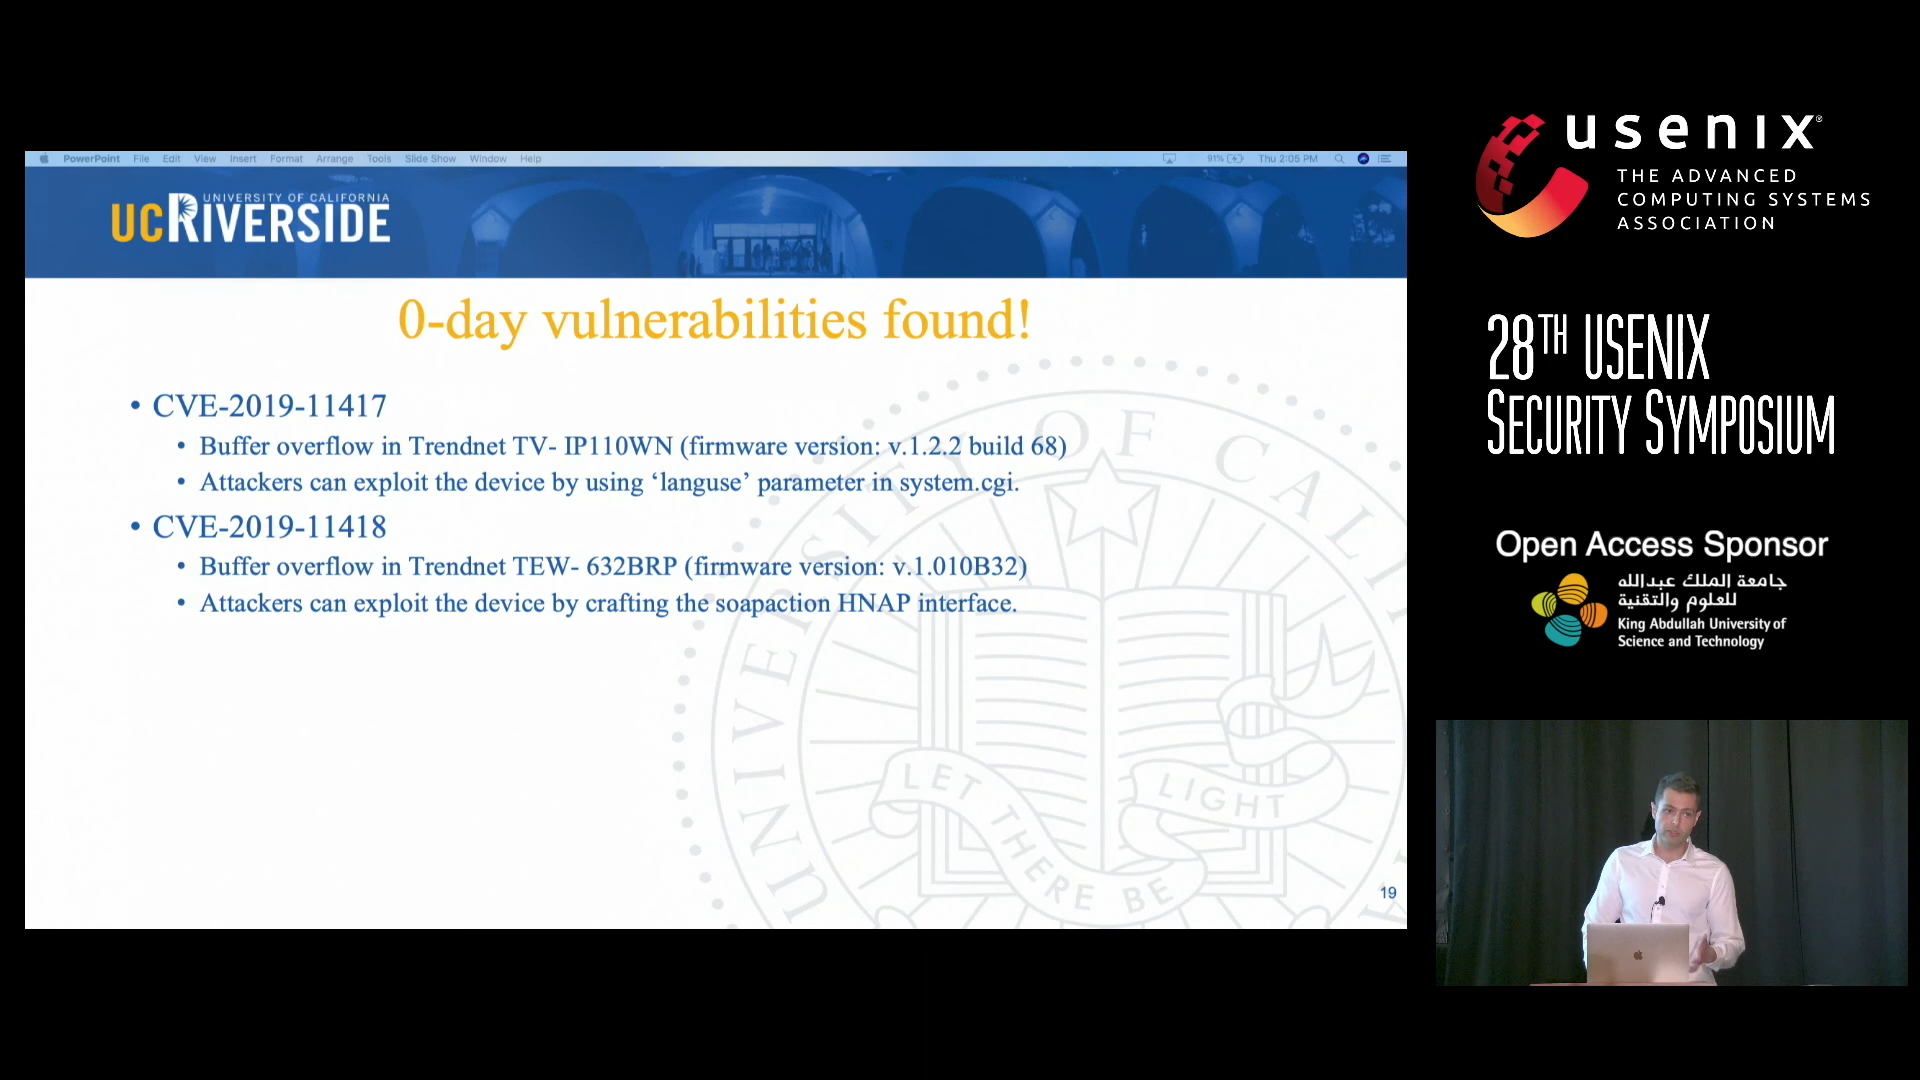 PowerPoint File Edit View Insert Format Arrange Tools Slide Show Window Help 91% Thu 2:05 PM
UNIVERSITY OF CALIFORNIA
UCRIVERSIDE
0-day vulnerabilities found!
• CVE-2019-11417
• Buffer overflow in Trendnet TV- IP110WN (firmware version: v.1.2.2 build 68)
• Attackers can exploit the device by using ‘languse’ parameter in system.cgi.
• CVE-2019-11418
• Buffer overflow in Trendnet TEW- 632BRP (firmware version: v.1.010B32)
• Attackers can exploit the device by crafting the soapaction HNAP interface.
UNIVERSITY OF CALI
LET THERE BE LIGHT
19
usenix®
THE ADVANCED
COMPUTING SYSTEMS
ASSOCIATION
28TH USENIX
SECURITY SYMPOSIUM
Open Access Sponsor
جامعة الملك عبدالله
للعلوم والتقنية
King Abdullah University of
Science and Technology